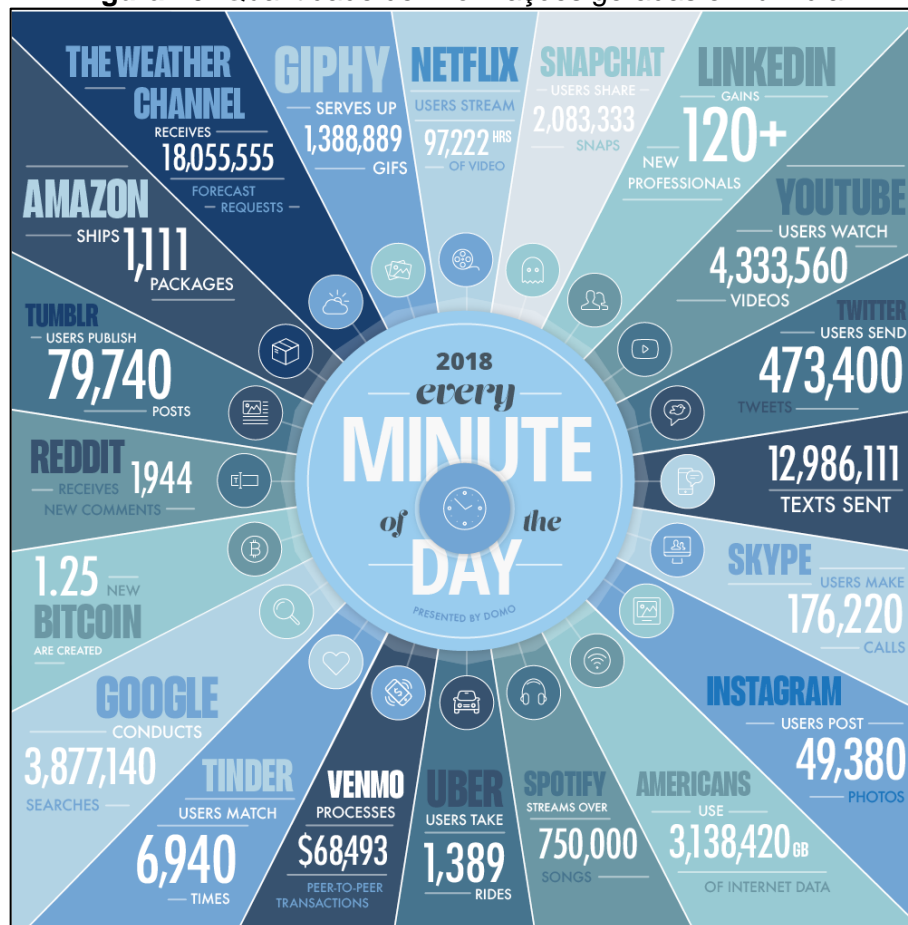 informações geradas
THE WEATHER
CHANNEL
RECEIVES
18,055,555
FORECAST
REQUESTS
GIPHY
SERVES UP
1,388,889
GIFS
NETFLIX
USERS STREAM
97,222 HRS
OF VIDEO
SNAPCHAT
USERS SHARE
2,083,333
SNAPS
LINKEDIN
GAINS
120+
NEW
PROFESSIONALS
YOUTUBE
USERS WATCH
4,333,560
VIDEOS
TWITTER
USERS SEND
473,400
TWEETS
12,986,111
TEXTS SENT
SKYPE
USERS MAKE
176,220
CALLS
INSTAGRAM
USERS POST
49,380
PHOTOS
AMERICANS
USE
3,138,420 GB
OF INTERNET DATA
SPOTIFY
STREAMS OVER
750,000
SONGS
UBER
USERS TAKE
1,389
RIDES
VENMO
PROCESSES
$68,493
PEER-TO-PEER
TRANSACTIONS
TINDER
USERS MATCH
6,940
TIMES
GOOGLE
CONDUCTS
3,877,140
SEARCHES
1.25 NEW
BITCOIN
ARE CREATED
REDDIT
RECEIVES 1,944
NEW COMMENTS
TUMBLR
USERS PUBLISH
79,740
POSTS
AMAZON
SHIPS 1,111
PACKAGES
2018
every
MINUTE
of the
DAY
PRESENTED BY DOMO